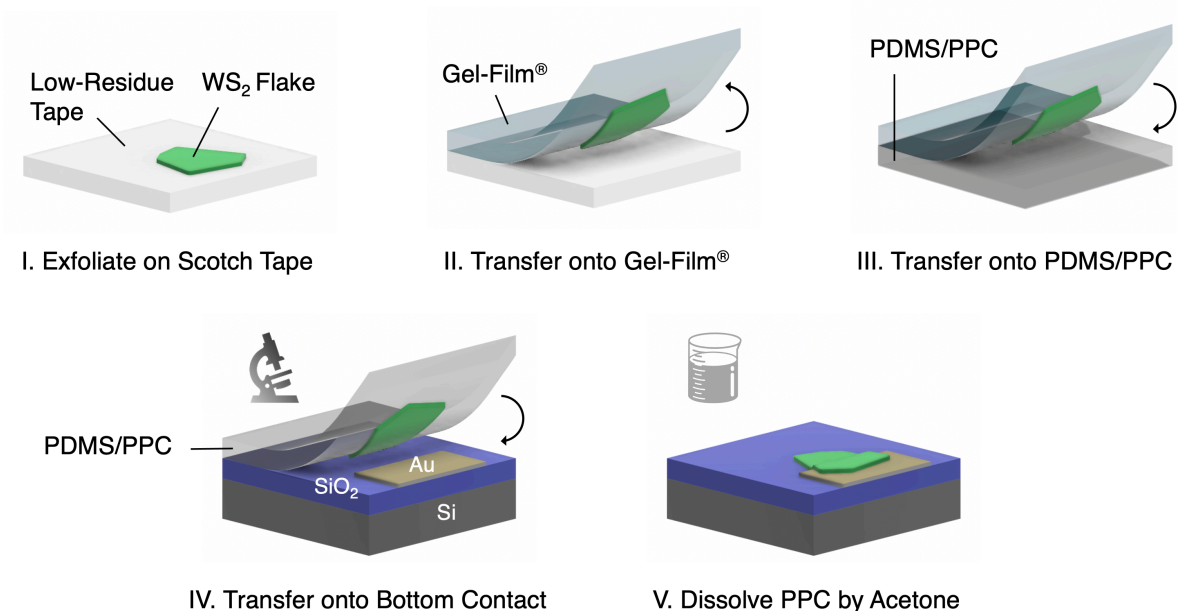 Low-Residue
Tape
WS₂ Flake
I. Exfoliate on Scotch Tape
Gel-Film®
II. Transfer onto Gel-Film®
PDMS/PPC
III. Transfer onto PDMS/PPC
PDMS/PPC
Au
SiO₂
Si
IV. Transfer onto Bottom Contact
V. Dissolve PPC by Acetone